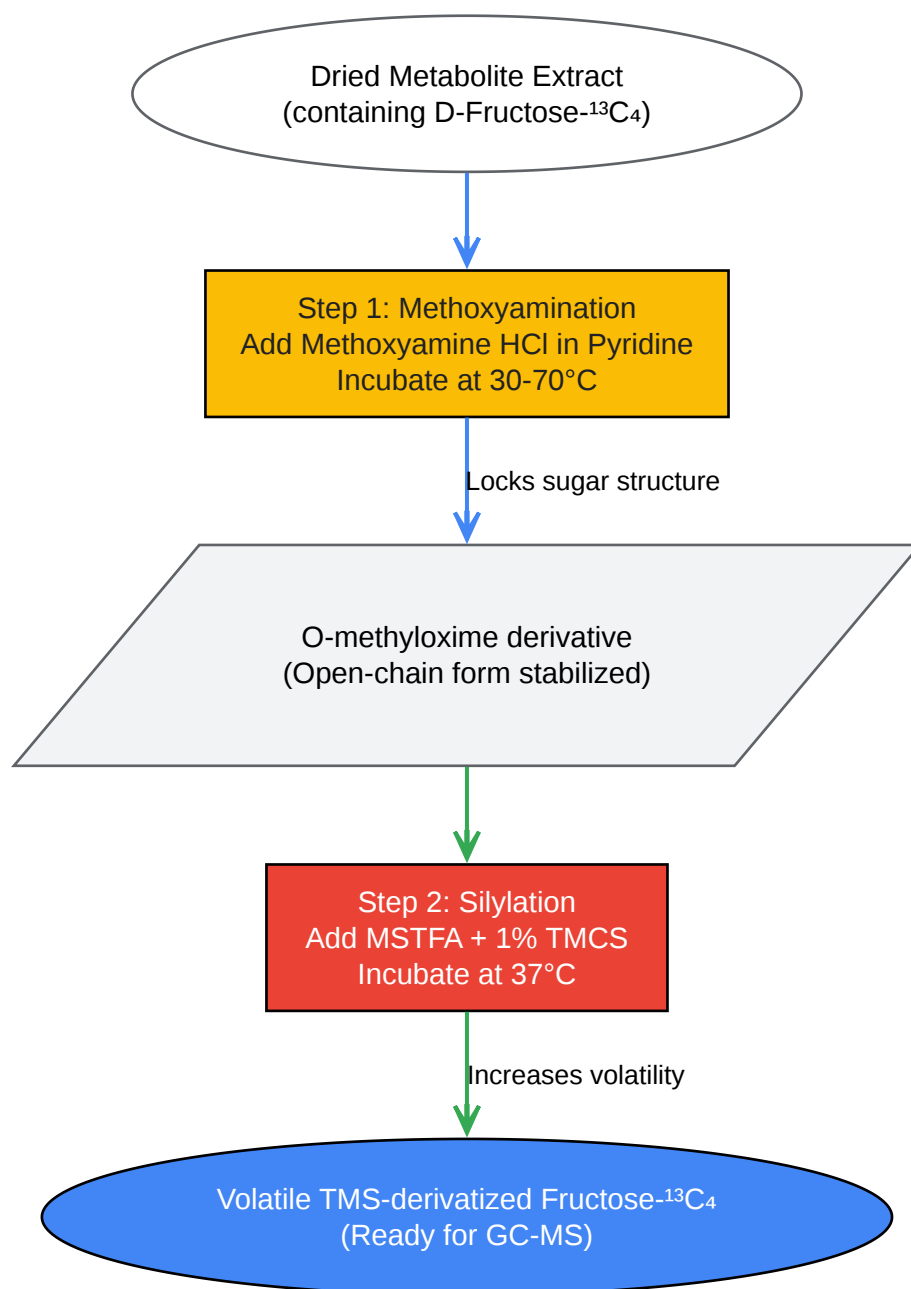 Dried Metabolite Extract
(containing D-Fructose-¹³C₄)
Step 1: Methoxyamination
Add Methoxyamine HCl in Pyridine
Incubate at 30-70°C
Locks sugar structure
O-methyloxime derivative
(Open-chain form stabilized)
Step 2: Silylation
Add MSTFA + 1% TMCS
Incubate at 37°C
Increases volatility
Volatile TMS-derivatized Fructose-¹³C₄
(Ready for GC-MS)